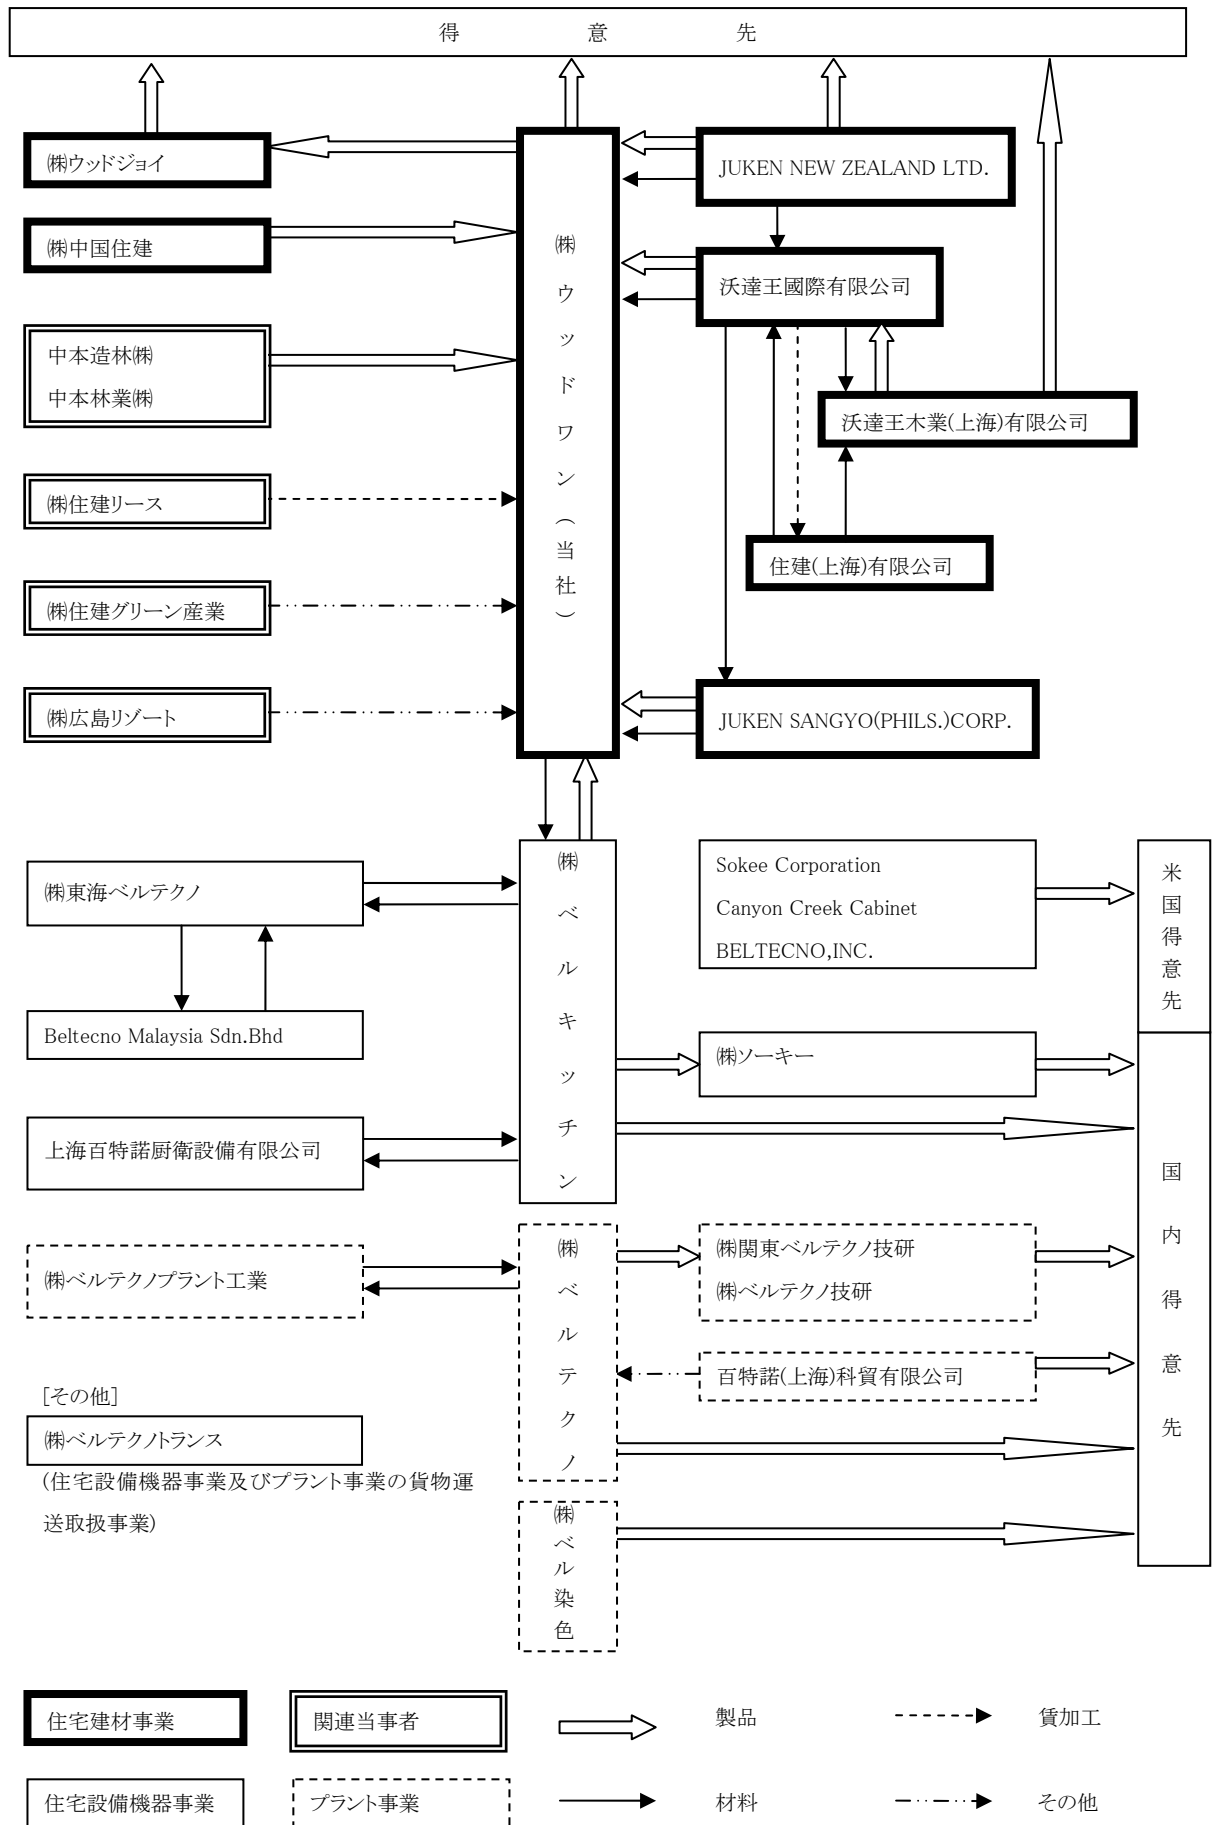 得意先
㈱ウッドジョイ
㈱中国住建
中本造林㈱
中本林業㈱
㈱住建リース
㈱住建グリーン産業
㈱広島リゾート
㈱ウッドワン(当社)
JUKEN NEW ZEALAND LTD.
沃達王國際有限公司
沃達王木業(上海)有限公司
住建(上海)有限公司
JUKEN SANGYO(PHILS.)CORP.
㈱東海ベルテクノ
Beltecno Malaysia Sdn.Bhd
上海百特諾厨衛設備有限公司
㈱ベルキッチン
Sokee Corporation
Canyon Creek Cabinet
BELTECNO,INC.
㈱ソーキー
米国得意先
国内得意先
㈱ベルテクノプラント工業
㈱ベルテクノ
㈱関東ベルテクノ技研
㈱ベルテクノ技研
百特諾(上海)科貿有限公司
[その他]
㈱ベルテクノトランス
(住宅設備機器事業及びプラント事業の貨物運
送取扱事業)
㈱ベル染色
住宅建材事業
関連当事者
製品
賃加工
住宅設備機器事業
プラント事業
材料
その他